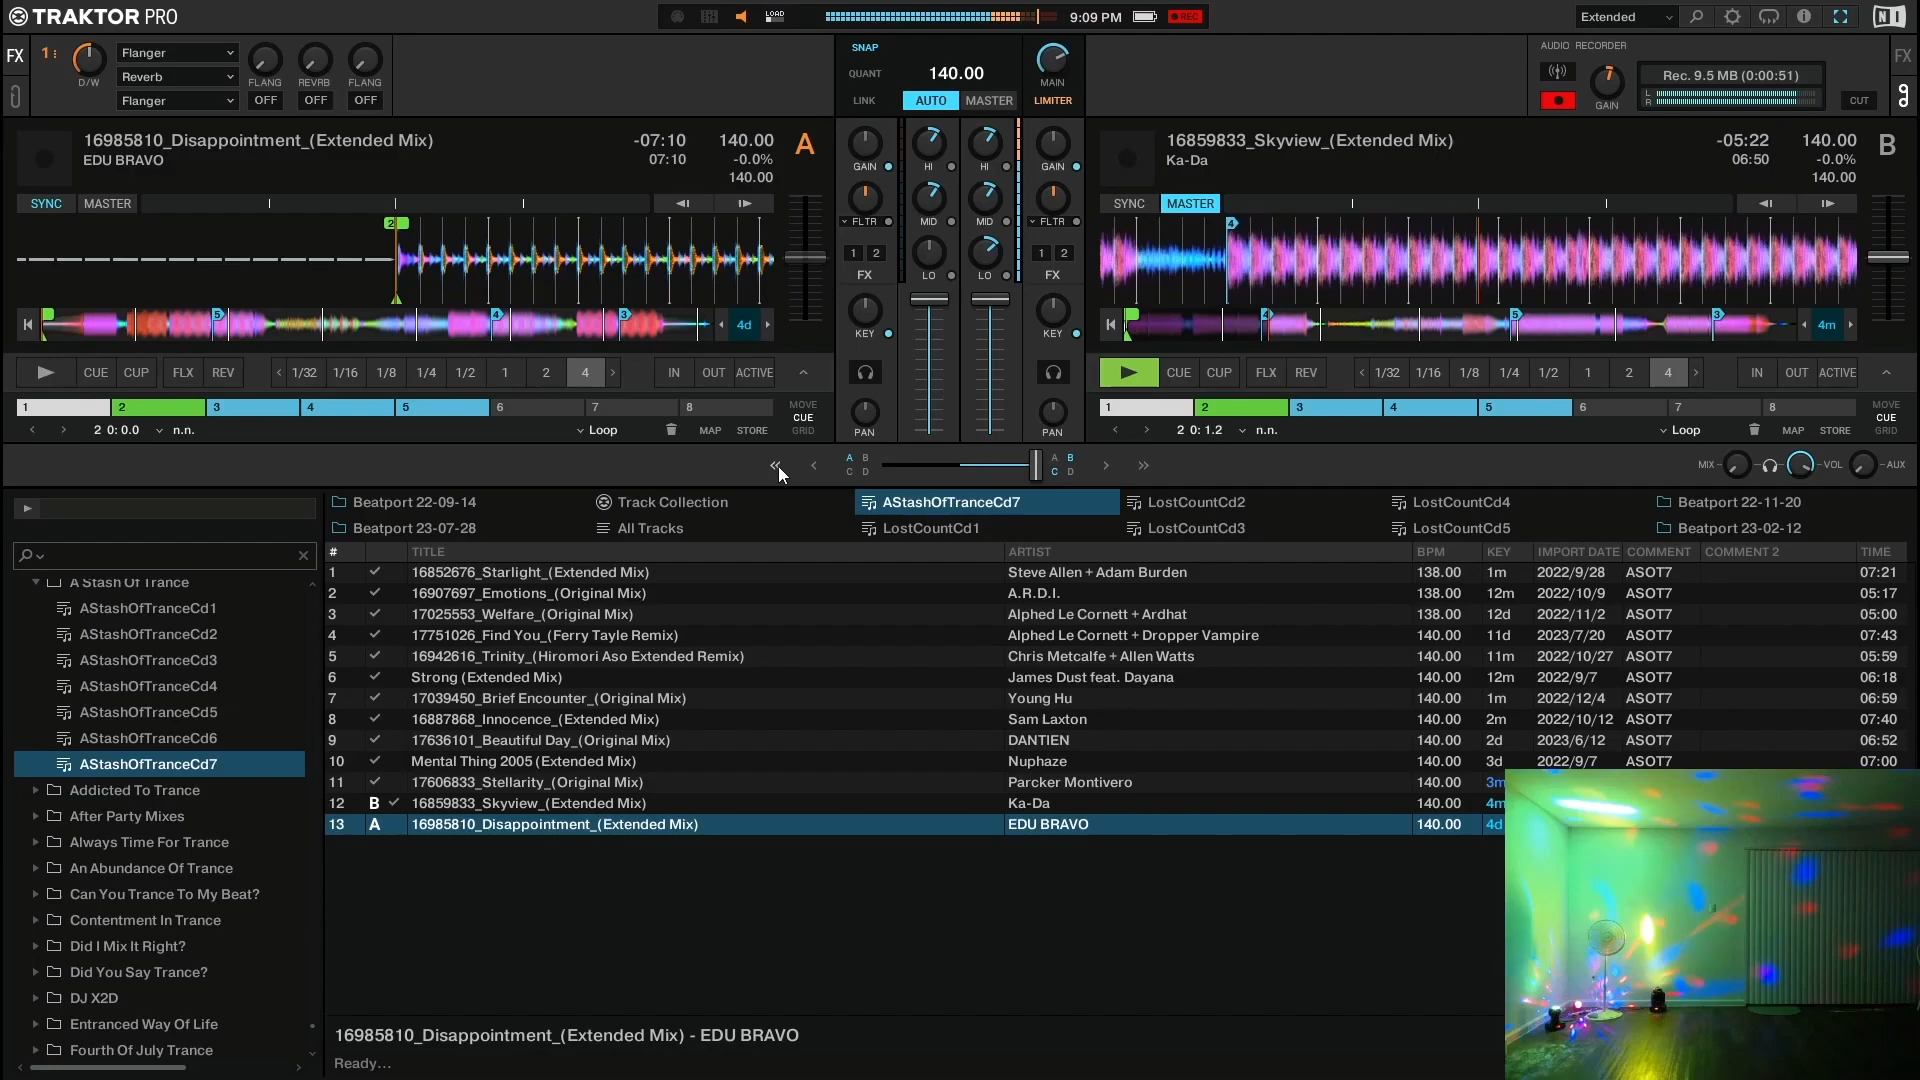 TRAKTOR PRO
LOAD
9:09 PM
REC
Extended
FX
1
D/W
Flanger
Reverb
Flanger
FLANG
REVRB
FLANG
OFF
OFF
OFF
SNAP
QUANT
LINK
140.00
AUTO
MASTER
MAIN
LIMITER
AUDIO RECORDER
GAIN
Rec. 9.5 MB (0:00:51)
L
R
CUT
FX
16985810_Disappointment_(Extended Mix)
EDU BRAVO
-07:10
07:10
140.00
-0.0%
140.00
A
SYNC
MASTER
2
5
4
3
4d
CUE
CUP
FLX
REV
1/32
1/16
1/8
1/4
1/2
1
2
4
IN
OUT
ACTIVE
1 2 3 4 5 6 7 8
MOVE
CUE
GRID
2 0: 0.0
n.n.
Loop
MAP
STORE
GAIN
HI
HI
GAIN
FLTR
MID
MID
FLTR
1 2
1 2
FX
LO
LO
FX
KEY
KEY
PAN
PAN
16859833_Skyview_(Extended Mix)
Ka-Da
-05:22
06:50
140.00
-0.0%
140.00
B
SYNC
MASTER
4
4
5
3
4m
CUE
CUP
FLX
REV
1/32
1/16
1/8
1/4
1/2
1
2
4
IN
OUT
ACTIVE
1 2 3 4 5 6 7 8
MOVE
CUE
GRID
2 0: 1.2
n.n.
Loop
MAP
STORE
A B
C D
A B
C D
MIX
VOL
AUX
Beatport 22-09-14
Track Collection
AStashOfTranceCd7
LostCountCd2
LostCountCd4
Beatport 22-11-20
Beatport 23-07-28
All Tracks
LostCountCd1
LostCountCd3
LostCountCd5
Beatport 23-02-12
A Stash Of Trance
AStashOfTranceCd1
AStashOfTranceCd2
AStashOfTranceCd3
AStashOfTranceCd4
AStashOfTranceCd5
AStashOfTranceCd6
AStashOfTranceCd7
Addicted To Trance
After Party Mixes
Always Time For Trance
An Abundance Of Trance
Can You Trance To My Beat?
Contentment In Trance
Did I Mix It Right?
Did You Say Trance?
DJ X2D
Entranced Way Of Life
Fourth Of July Trance
# TITLE ARTIST BPM KEY IMPORT DATE COMMENT COMMENT 2 TIME
1 16852676_Starlight_(Extended Mix) Steve Allen + Adam Burden 138.00 1m 2022/9/28 ASOT7 07:21
2 16907697_Emotions_(Original Mix) A.R.D.I. 138.00 12m 2022/10/9 ASOT7 05:17
3 17025553_Welfare_(Original Mix) Alphed Le Cornett + Ardhat 138.00 12d 2022/11/2 ASOT7 05:00
4 17751026_Find You_(Ferry Tayle Remix) Alphed Le Cornett + Dropper Vampire 140.00 11d 2023/7/20 ASOT7 07:43
5 16942616_Trinity_(Hiromori Aso Extended Remix) Chris Metcalfe + Allen Watts 140.00 11m 2022/10/27 ASOT7 05:59
6 Strong (Extended Mix) James Dust feat. Dayana 140.00 12m 2022/9/7 ASOT7 06:18
7 17039450_Brief Encounter_(Original Mix) Young Hu 140.00 1m 2022/12/4 ASOT7 06:59
8 16887868_Innocence_(Extended Mix) Sam Laxton 140.00 2m 2022/10/12 ASOT7 07:40
9 17636101_Beautiful Day_(Original Mix) DANTIEN 140.00 2d 2023/6/12 ASOT7 06:52
10 Mental Thing 2005 (Extended Mix) Nuphaze 140.00 3d 2022/9/7 ASOT7 07:00
11 17606833_Stellarity_(Original Mix) Parcker Montivero 140.00 3m
12 B 16859833_Skyview_(Extended Mix) Ka-Da 140.00 4m
13 A 16985810_Disappointment_(Extended Mix) EDU BRAVO 140.00 4d
16985810_Disappointment_(Extended Mix) - EDU BRAVO
Ready...